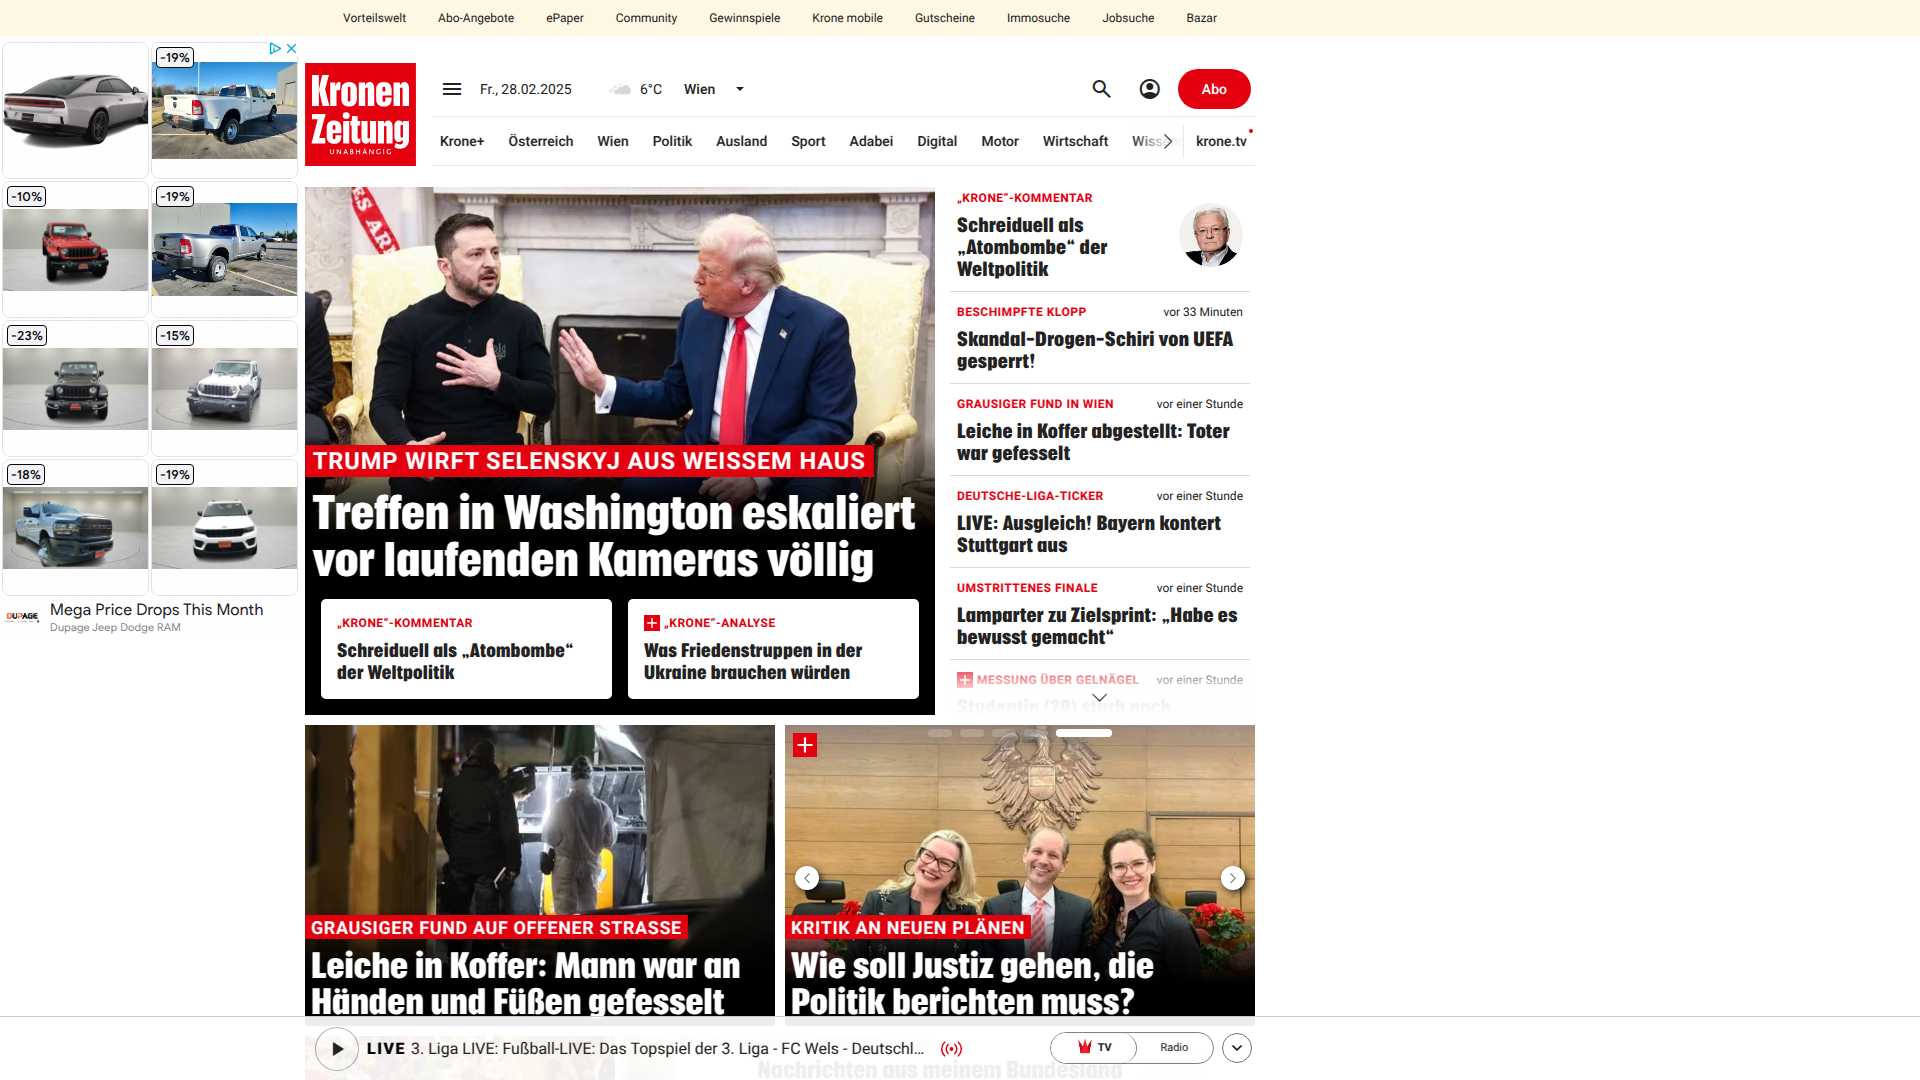 Vorteilswelt
Abo-Angebote
ePaper
Community
Gewinnspiele
Krone mobile
Gutscheine
Immosuche
Jobsuche
Bazar
-19%
-10%
-19%
-23%
-15%
-18%
-19%
Mega Price Drops This Month
Dupage Jeep Dodge RAM
Kronen
Zeitung
UNABHÄNGIG
Fr., 28.02.2025
6°C
Wien
Abo
Krone+
Österreich
Wien
Politik
Ausland
Sport
Adabei
Digital
Motor
Wirtschaft
krone.tv
TRUMP WIRFT SELENSKYJ AUS WEISSEM HAUS
Treffen in Washington eskaliert
vor laufenden Kameras völlig
„KRONE“-KOMMENTAR
Schreiduell als „Atombombe“
der Weltpolitik
„KRONE“-ANALYSE
Was Friedenstruppen in der
Ukraine brauchen würden
„KRONE“-KOMMENTAR
Schreiduell als
„Atombombe“ der
Weltpolitik
BESCHIMPFTE KLOPP vor 33 Minuten
Skandal-Drogen-Schiri von UEFA
gesperrt!
GRAUSIGER FUND IN WIEN vor einer Stunde
Leiche in Koffer abgestellt: Toter
war gefesselt
DEUTSCHE-LIGA-TICKER vor einer Stunde
LIVE: Ausgleich! Bayern kontert
Stuttgart aus
UMSTRITTENES FINALE vor einer Stunde
Lamparter zu Zielsprint: „Habe es
bewusst gemacht“
MESSUNG ÜBER GELNÄGEL vor einer Stunde
Studentin (20) starb noch
GRAUSIGER FUND AUF OFFENER STRASSE
Leiche in Koffer: Mann war an
Händen und Füßen gefesselt
KRITIK AN NEUEN PLÄNEN
Wie soll Justiz gehen, die
Politik berichten muss?
LIVE 3. Liga LIVE: Fußball-LIVE: Das Topspiel der 3. Liga - FC Wels - Deutschl...
TV
Radio
Nachrichten aus meinem Bundesland